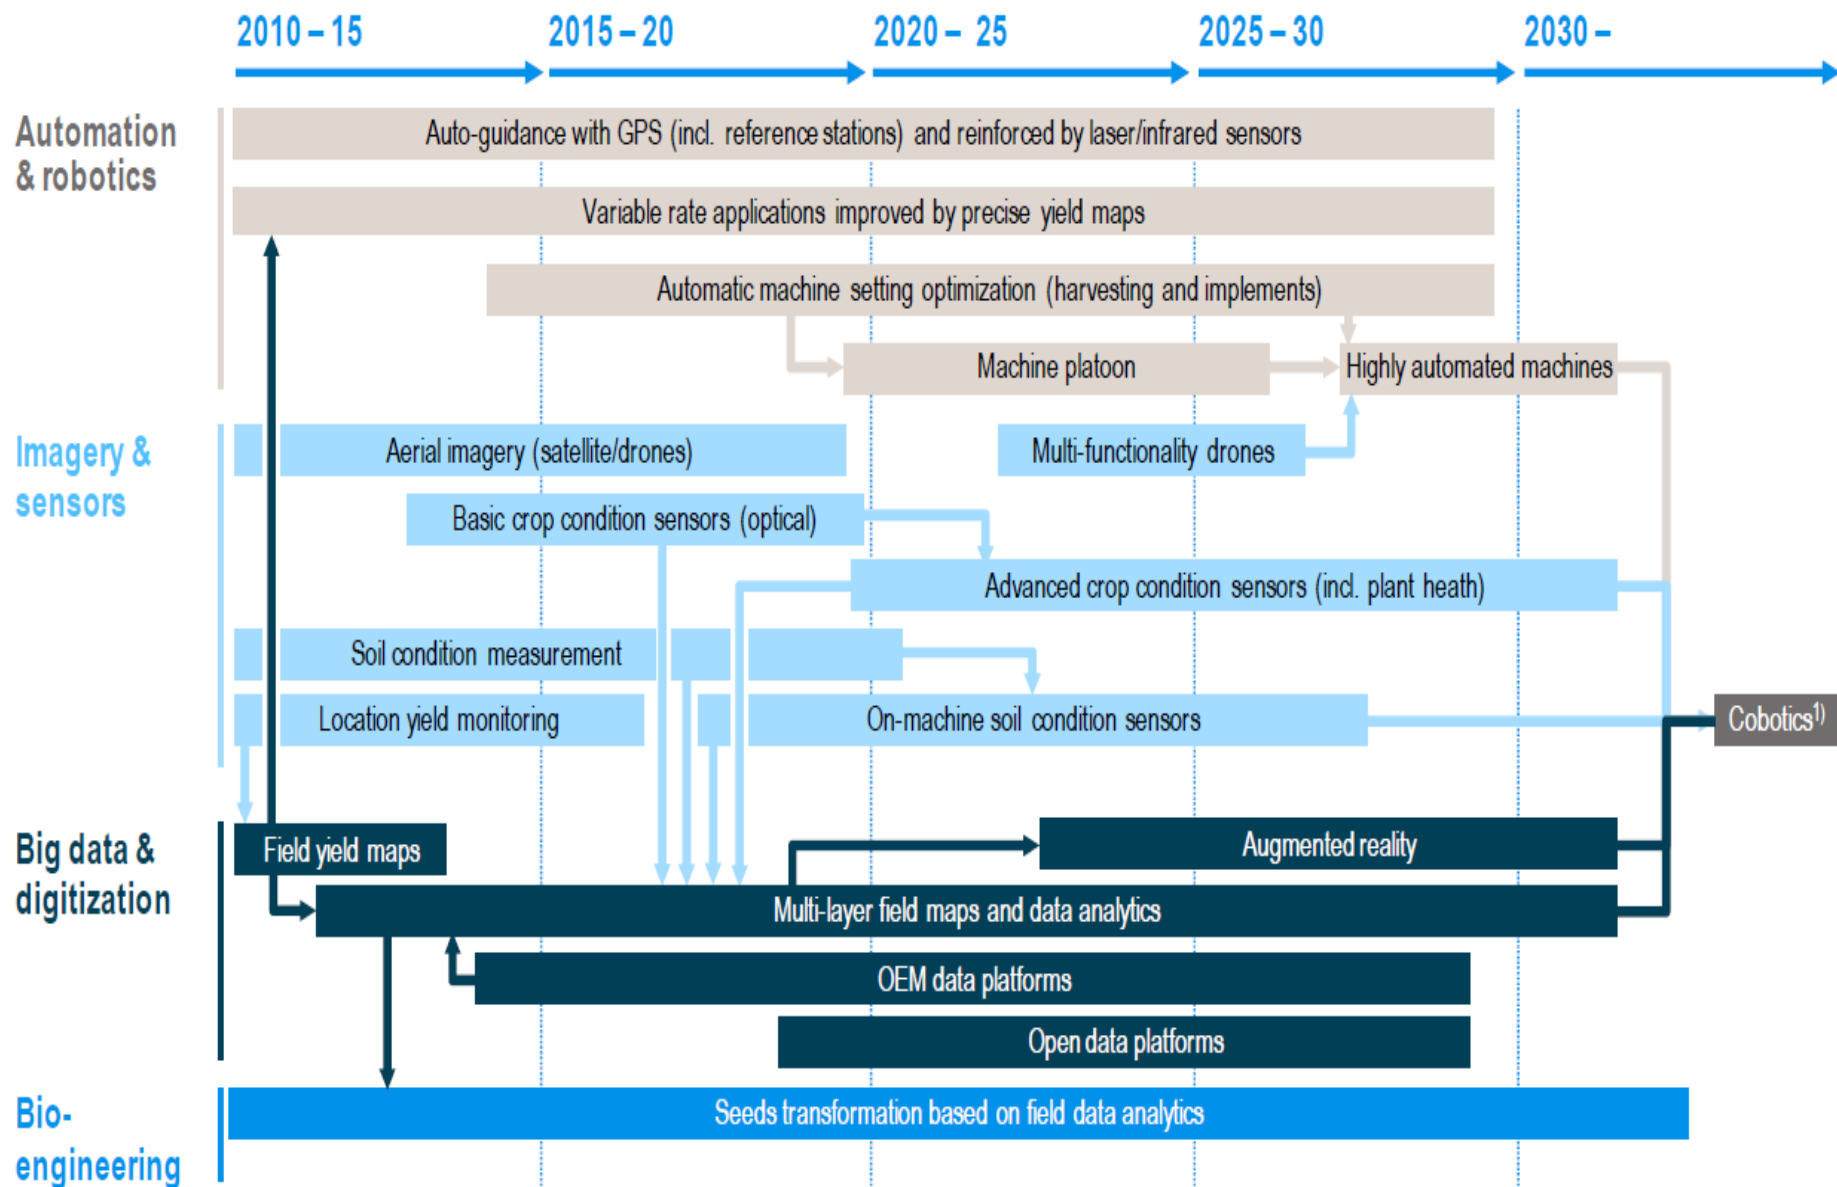 2010 – 15
2015 – 20
2020 – 25
2025 – 30
2030 –
Automation
& robotics
Auto-guidance with GPS (incl. reference stations) and reinforced by laser/infrared sensors
Variable rate applications improved by precise yield maps
Automatic machine setting optimization (harvesting and implements)
Machine platoon
Highly automated machines
Imagery &
sensors
Aerial imagery (satellite/drones)
Multi-functionality drones
Basic crop condition sensors (optical)
Advanced crop condition sensors (incl. plant heath)
Soil condition measurement
Location yield monitoring
On-machine soil condition sensors
Cobotics1)
Big data &
digitization
Field yield maps
Augmented reality
Multi-layer field maps and data analytics
OEM data platforms
Open data platforms
Bio-
engineering
Seeds transformation based on field data analytics